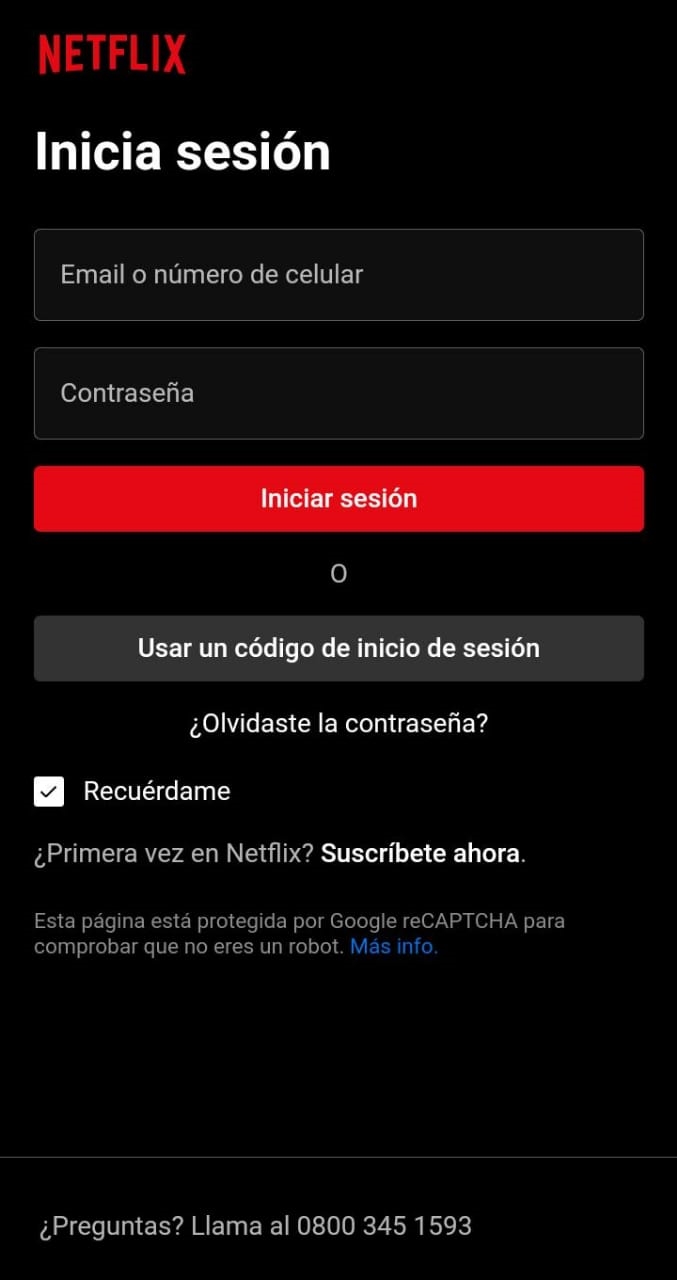 NETFLIX
Inicia sesión
Email o número de celular
Contraseña
Iniciar sesión
O
Usar un código de inicio de sesión
¿Olvidaste la contraseña?
Recuérdame
¿Primera vez en Netflix? Suscríbete ahora.
Esta página está protegida por Google reCAPTCHA para
comprobar que no eres un robot. Más info.
¿Preguntas? Llama al 0800 345 1593